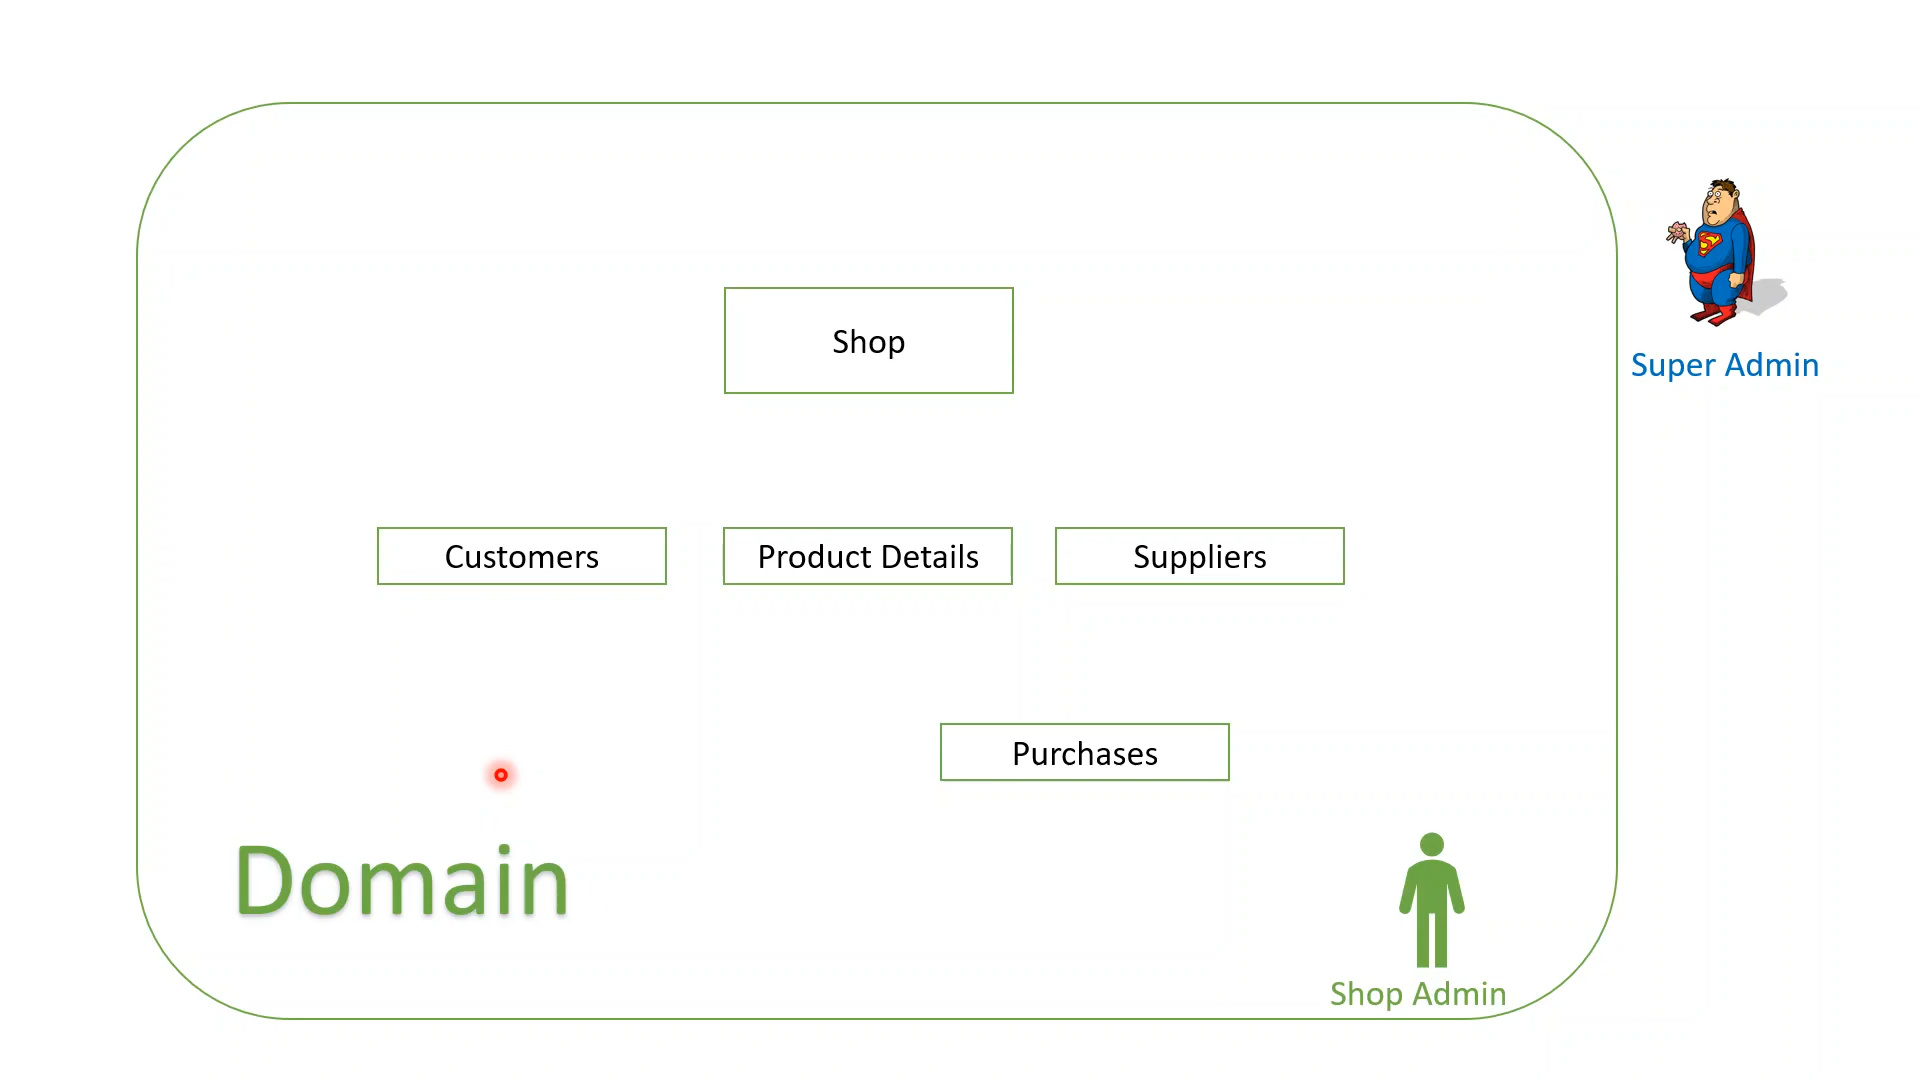 Shop
Super Admin
Customers
Product Details
Suppliers
Purchases
Domain
Shop Admin